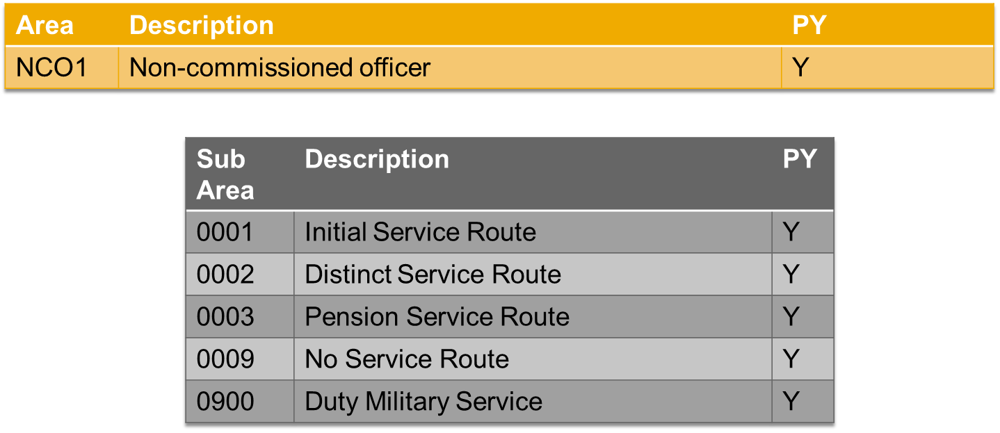 Area Description PY
NCO1 Non-commissioned officer Y
Sub Area Description PY
0001 Initial Service Route Y
0002 Distinct Service Route Y
0003 Pension Service Route Y
0009 No Service Route Y
0900 Duty Military Service Y